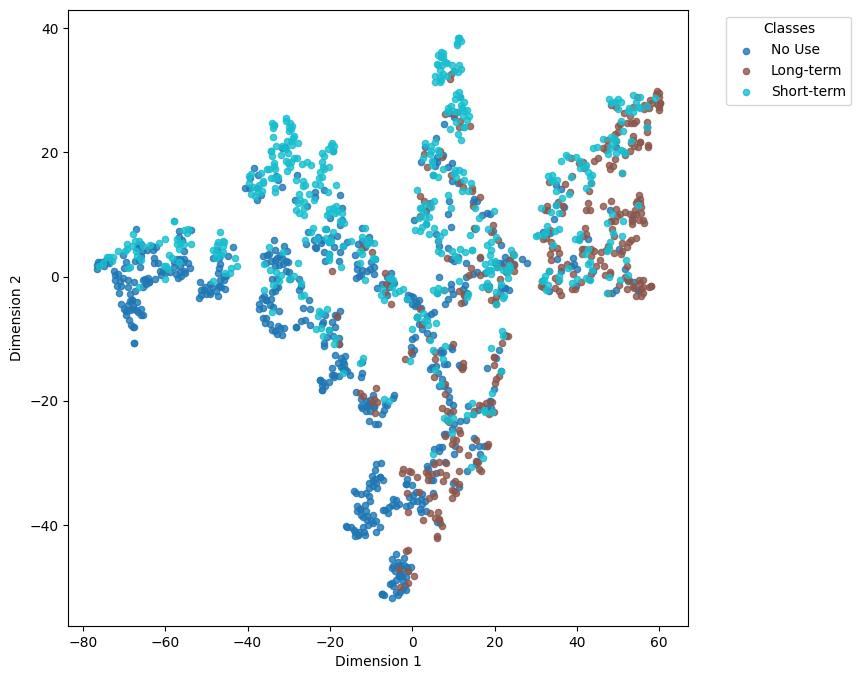 Classes
No Use
Long-term
Short-term
40
20
0
−20
−40
Dimension 2
−80
−60
−40
−20
0
20
40
60
Dimension 1